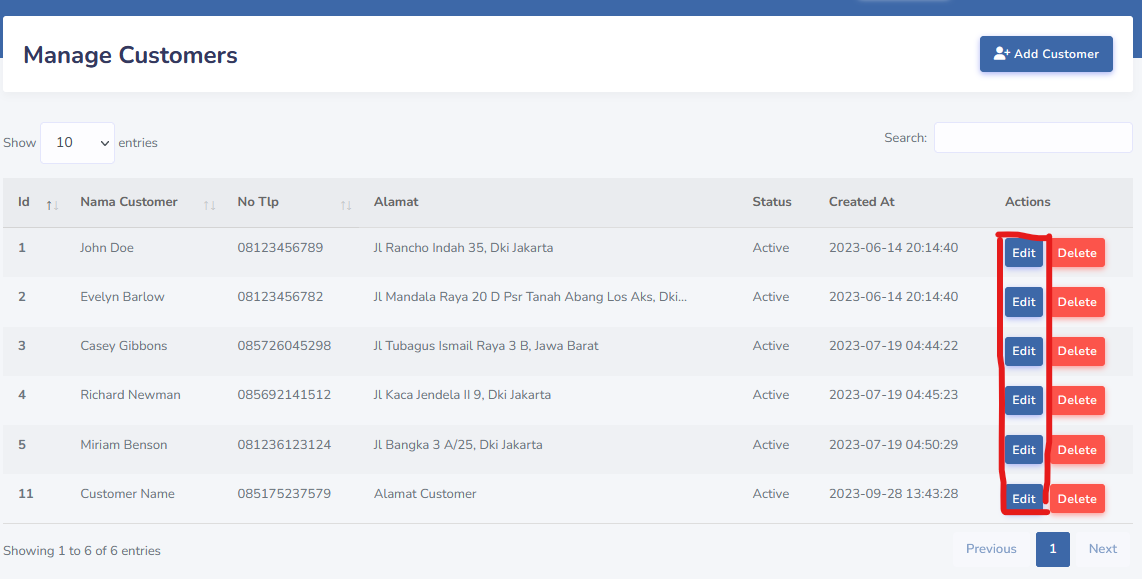 Manage Customers
Add Customer
Show 10 entries
Search:
Id Nama Customer No Tlp Alamat Status Created At Actions
1 John Doe 08123456789 Jl Rancho Indah 35, Dki Jakarta Active 2023-06-14 20:14:40 Edit Delete
2 Evelyn Barlow 08123456782 Jl Mandala Raya 20 D Psr Tanah Abang Los Aks, Dki... Active 2023-06-14 20:14:40 Edit Delete
3 Casey Gibbons 085726045298 Jl Tubagus Ismail Raya 3 B, Jawa Barat Active 2023-07-19 04:44:22 Edit Delete
4 Richard Newman 085692141512 Jl Kaca Jendela II 9, Dki Jakarta Active 2023-07-19 04:45:23 Edit Delete
5 Miriam Benson 081236123124 Jl Bangka 3 A/25, Dki Jakarta Active 2023-07-19 04:50:29 Edit Delete
11 Customer Name 085175237579 Alamat Customer Active 2023-09-28 13:43:28 Edit Delete
Showing 1 to 6 of 6 entries
Previous 1 Next